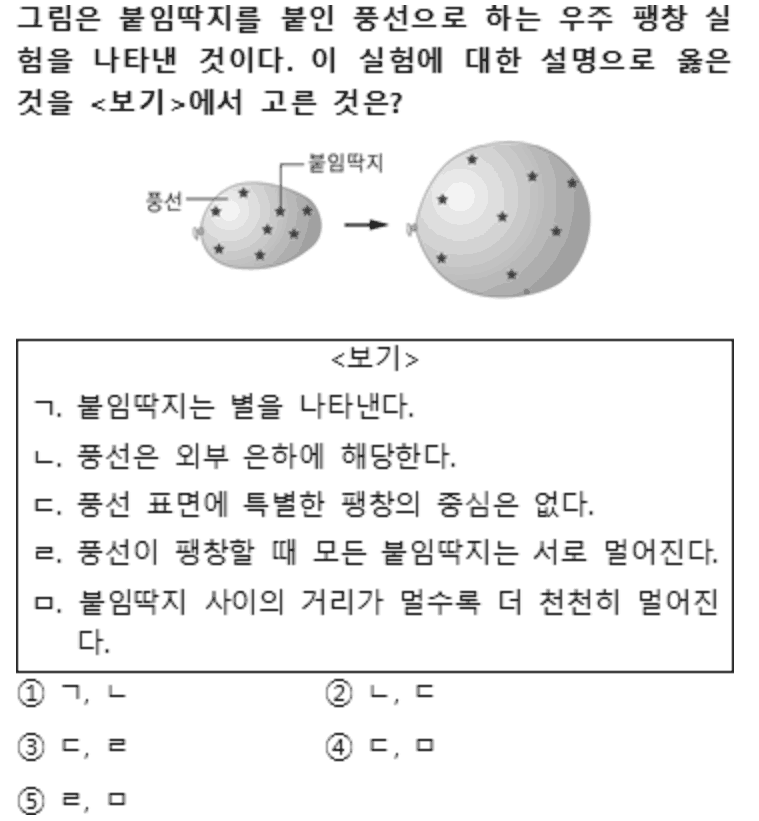 그림은 붙임딱지를 붙인 풍선으로 하는 우주 팽창 실
험을 나타낸 것이다. 이 실험에 대한 설명으로 옳은
것을 <보기>에서 고른 것은?
붙임딱지
풍선
<보기>
ㄱ. 붙임딱지는 별을 나타낸다.
ㄴ. 풍선은 외부 은하에 해당한다.
ㄷ. 풍선 표면에 특별한 팽창의 중심은 없다.
ㄹ. 풍선이 팽창할 때 모든 붙임딱지는 서로 멀어진다.
ㅁ. 붙임딱지 사이의 거리가 멀수록 더 천천히 멀어진
다.
① ㄱ, ㄴ ② ㄴ, ㄷ
③ ㄷ, ㄹ ④ ㄷ, ㅁ
⑤ ㄹ, ㅁ